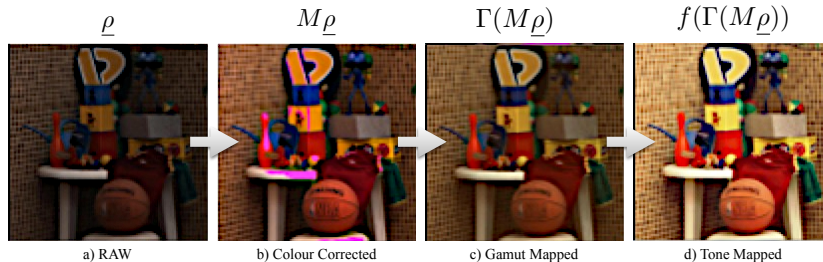 ρ
Mρ
Γ(Mρ)
f(Γ(Mρ))
a) RAW
b) Colour Corrected
c) Gamut Mapped
d) Tone Mapped